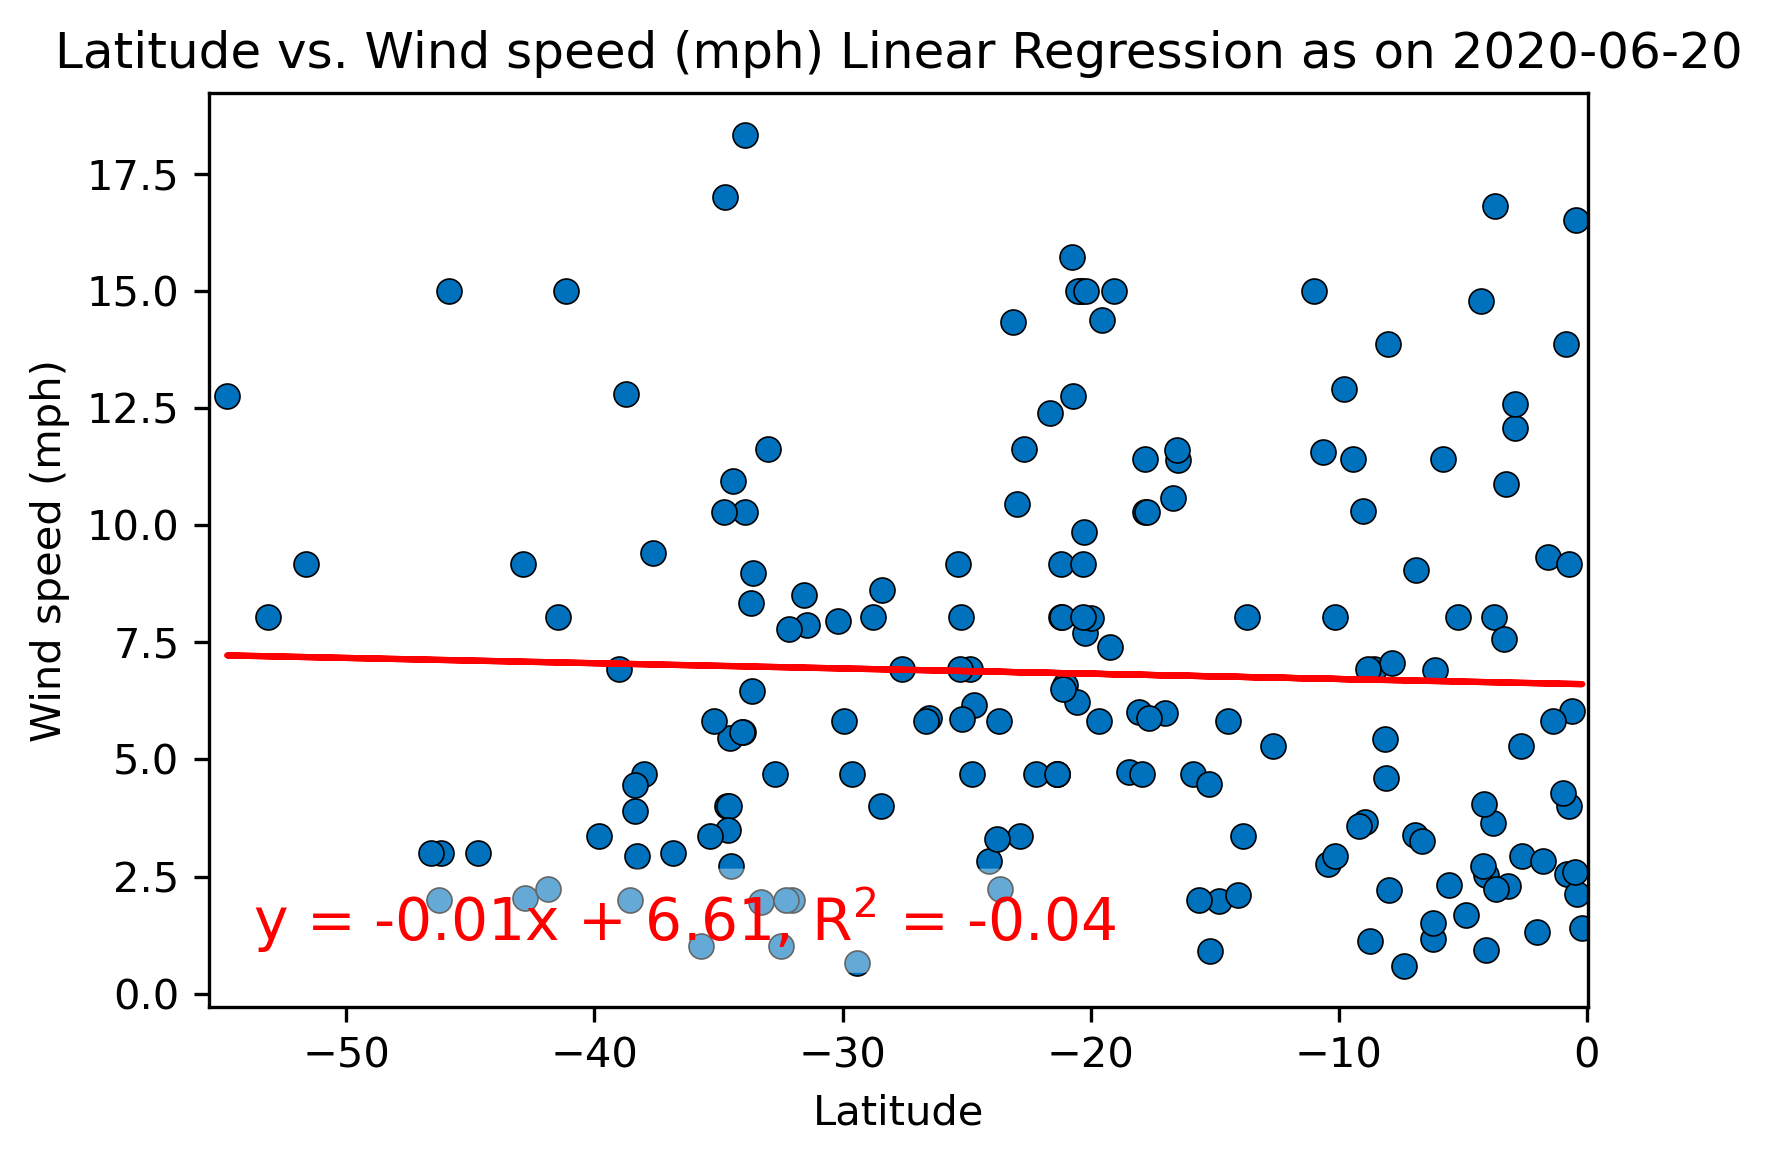 Latitude vs. Wind speed (mph) Linear Regression as on 2020-06-20
17.5
15.0
12.5
10.0
7.5
5.0
2.5
0.0
Wind speed (mph)
y = -0.01x + 6.61, R² = -0.04
−50 −40 −30 −20 −10 0
Latitude